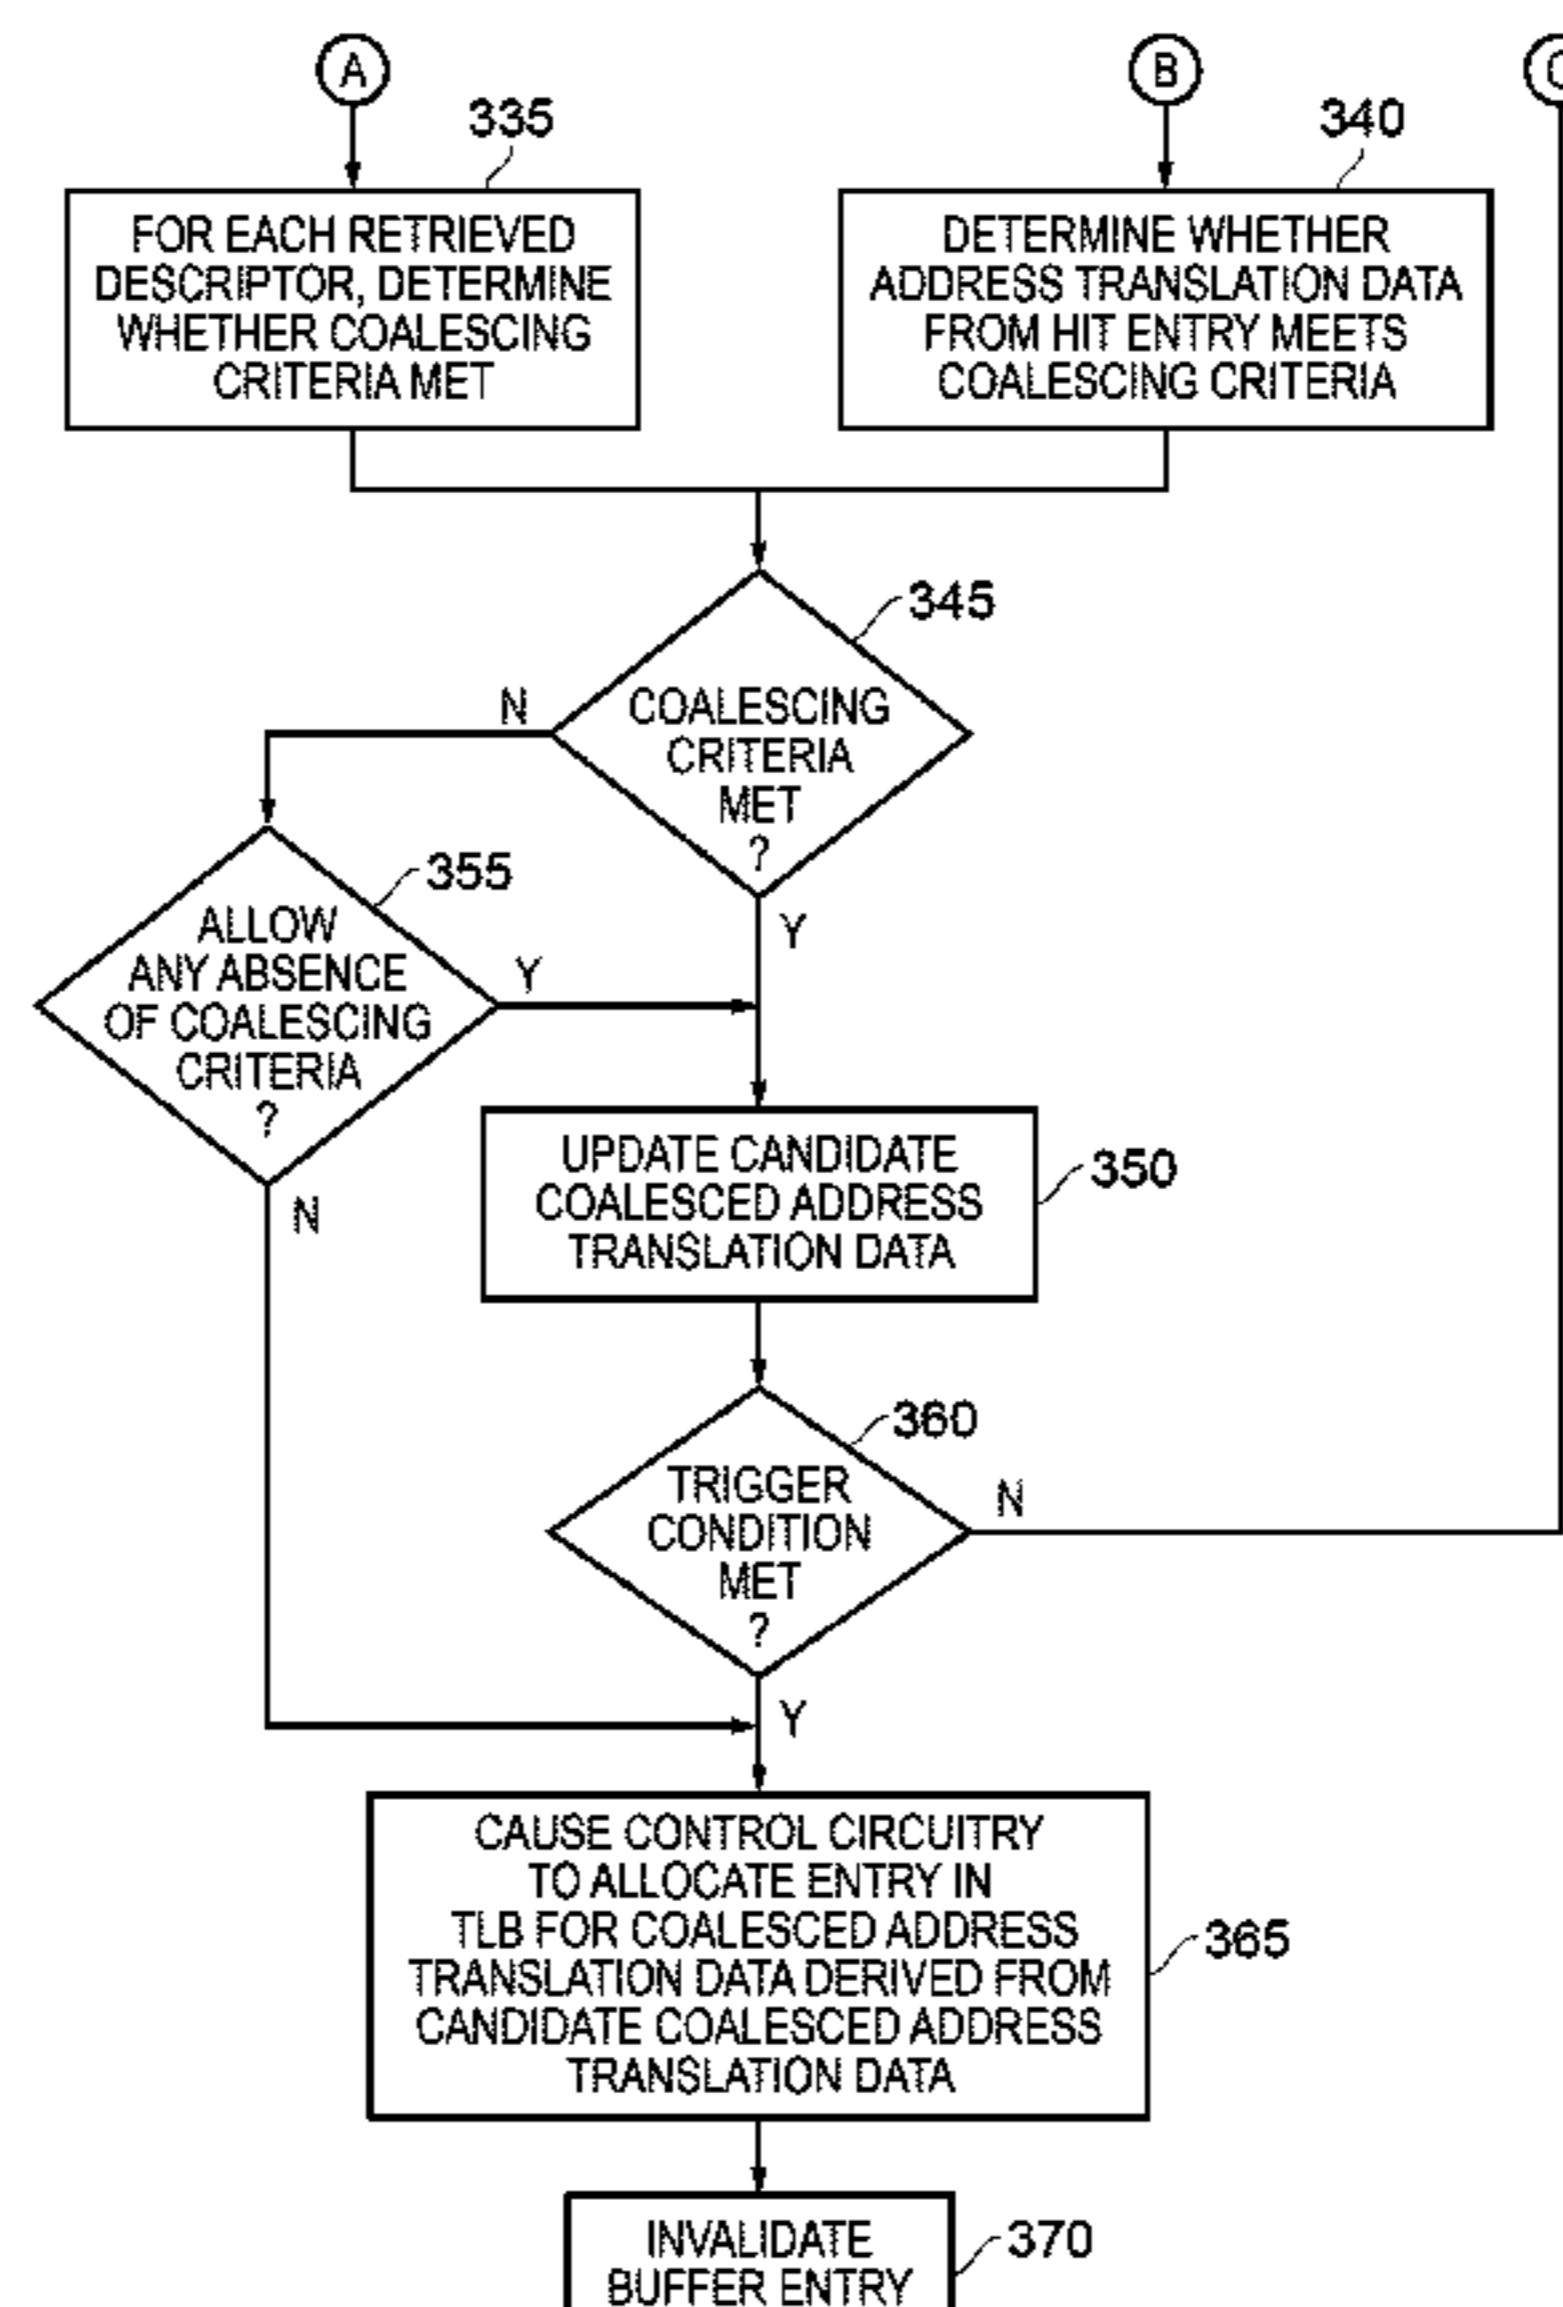 A
B
335
340
FOR EACH RETRIEVED
DESCRIPTOR, DETERMINE
WHETHER COALESCING
CRITERIA MET
DETERMINE WHETHER
ADDRESS TRANSLATION DATA
FROM HIT ENTRY MEETS
COALESCING CRITERIA
345
N
COALESCING
CRITERIA
MET
?
Y
355
ALLOW
ANY ABSENCE
OF COALESCING
CRITERIA
?
Y
N
UPDATE CANDIDATE
COALESCED ADDRESS
TRANSLATION DATA
350
360
TRIGGER
CONDITION
MET
?
N
Y
CAUSE CONTROL CIRCUITRY
TO ALLOCATE ENTRY IN
TLB FOR COALESCED ADDRESS
TRANSLATION DATA DERIVED FROM
CANDIDATE COALESCED ADDRESS
TRANSLATION DATA
365
INVALIDATE
BUFFER ENTRY
370